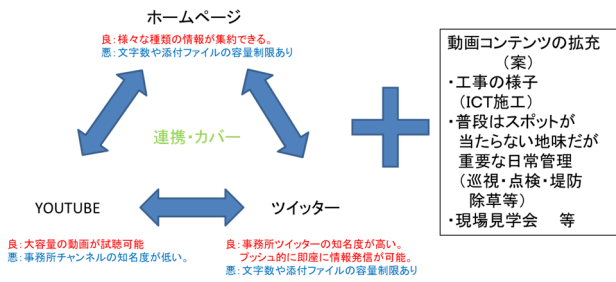 ホームページ
良：様々な種類の情報が集約できる。
悪：文字数や添付ファイルの容量制限あり
連携・カバー
YOUTUBE
良：大容量の動画が試聴可能
悪：事務所チャンネルの知名度が低い。
ツイッター
良：事務所ツイッターの知名度が高い。
プッシュ的に即座に情報発信が可能。
悪：文字数や添付ファイルの容量制限あり
動画コンテンツの拡充
（案）
・工事の様子
（ICT施工）
・普段はスポットが
当たらない地味だが
重要な日常管理
（巡視・点検・堤防
除草等）
・現場見学会　等